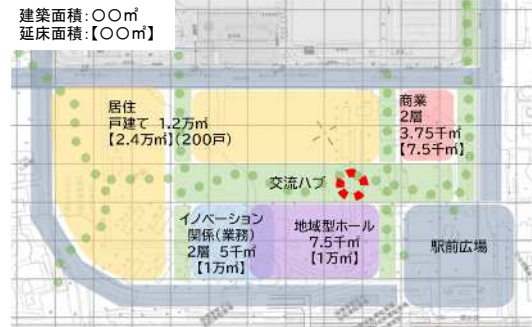 建築面積:〇〇㎡
延床面積:【〇〇㎡】
居住
戸建て 1.2万㎡
【2.4万㎡】(200戸)
商業
2層
3.75千㎡
【7.5千㎡】
交流ハブ
イノベーション
関係(業務)
2層 5千㎡
【1万㎡】
地域型ホール
7.5千㎡
【1万㎡】
駅前広場